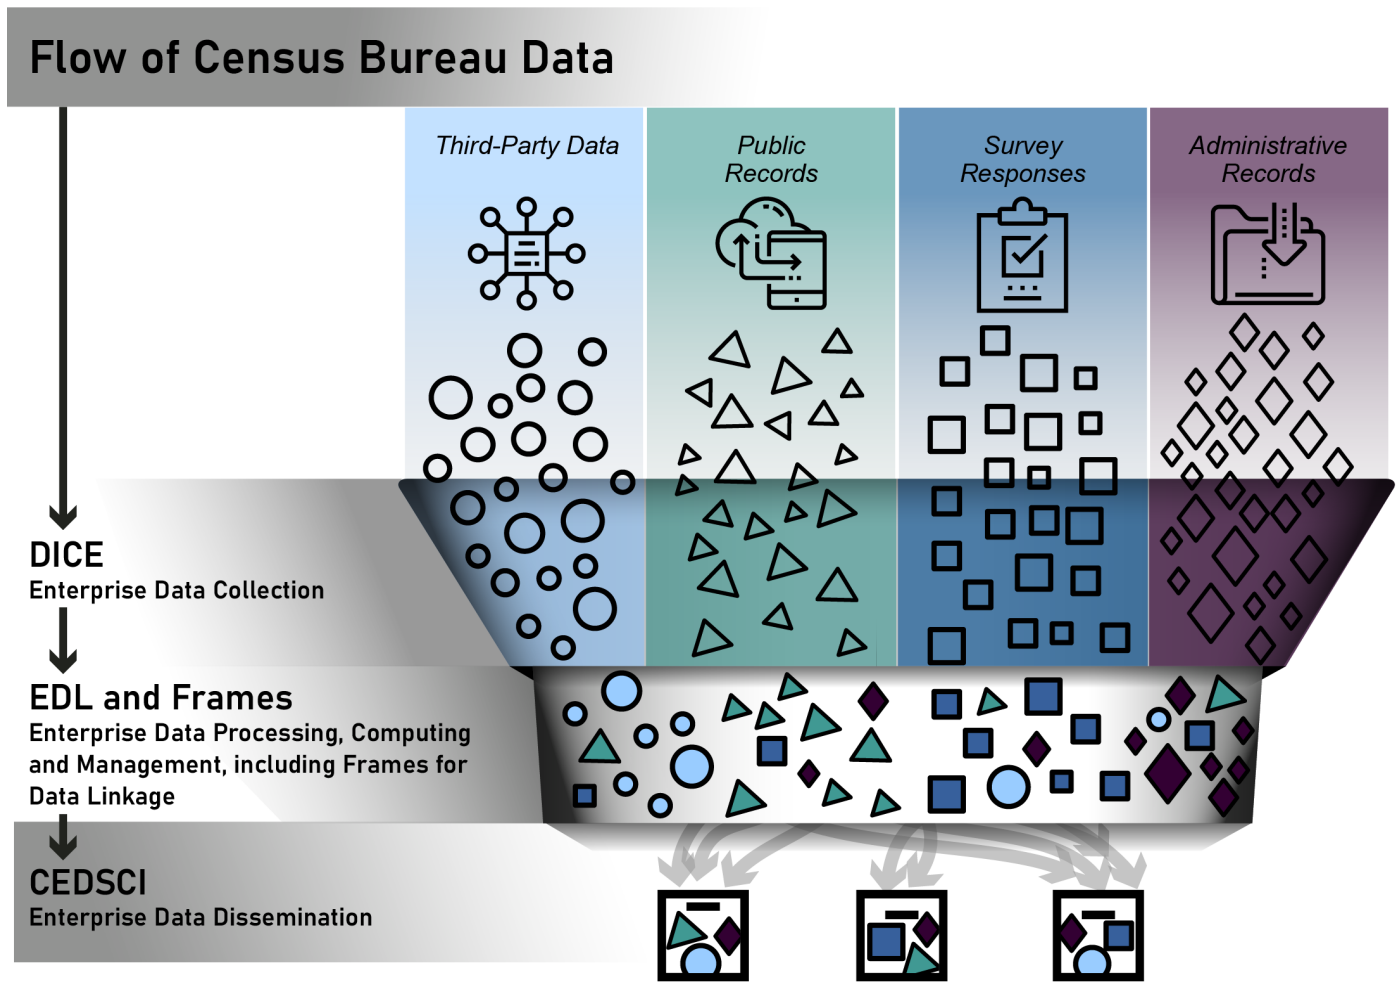 Flow of Census Bureau Data
Third-Party Data
Public
Records
Survey
Responses
Administrative
Records
DICE
Enterprise Data Collection
EDL and Frames
Enterprise Data Processing, Computing
and Management, including Frames for
Data Linkage
CEDSCI
Enterprise Data Dissemination